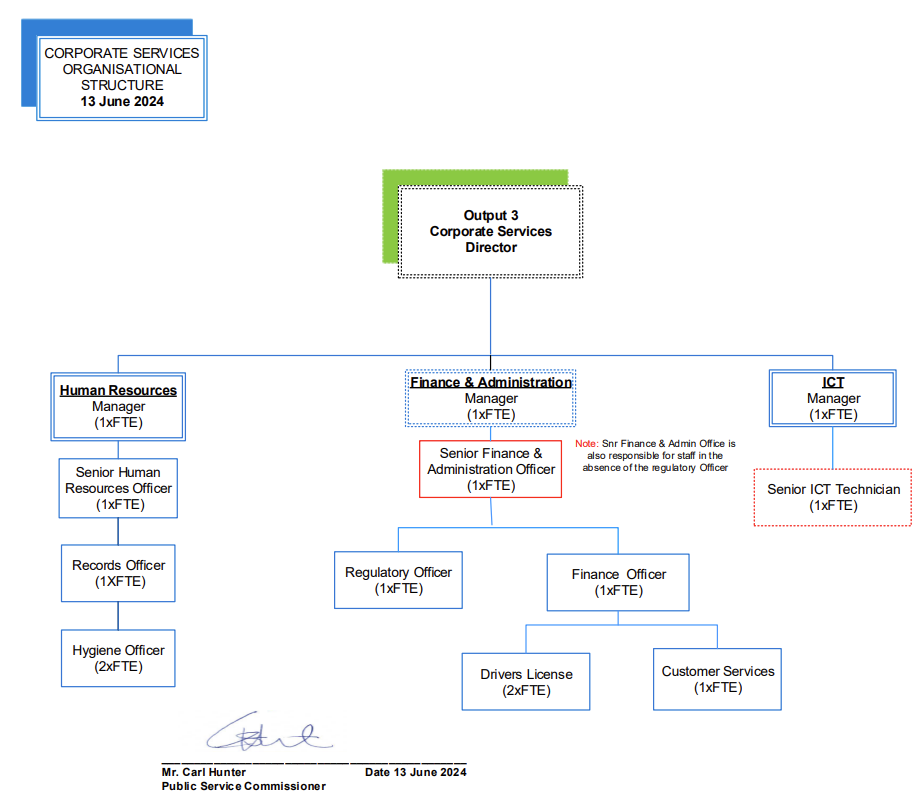 CORPORATE SERVICES
ORGANISATIONAL
STRUCTURE
13 June 2024
Output 3
Corporate Services
Director
Human Resources
Manager
(1xFTE)
Finance & Administration
Manager
(1xFTE)
ICT
Manager
(1xFTE)
Senior Finance &
Administration Officer
(1xFTE)
Note: Snr Finance & Admin Office is
also responsible for staff in the
absence of the regulatory Officer
Senior Human
Resources Officer
(1xFTE)
Senior ICT Technician
(1xFTE)
Records Officer
(1XFTE)
Regulatory Officer
(1xFTE)
Finance Officer
(1xFTE)
Hygiene Officer
(2xFTE)
Drivers License
(2xFTE)
Customer Services
(1xFTE)
Mr. Carl Hunter Date 13 June 2024
Public Service Commissioner